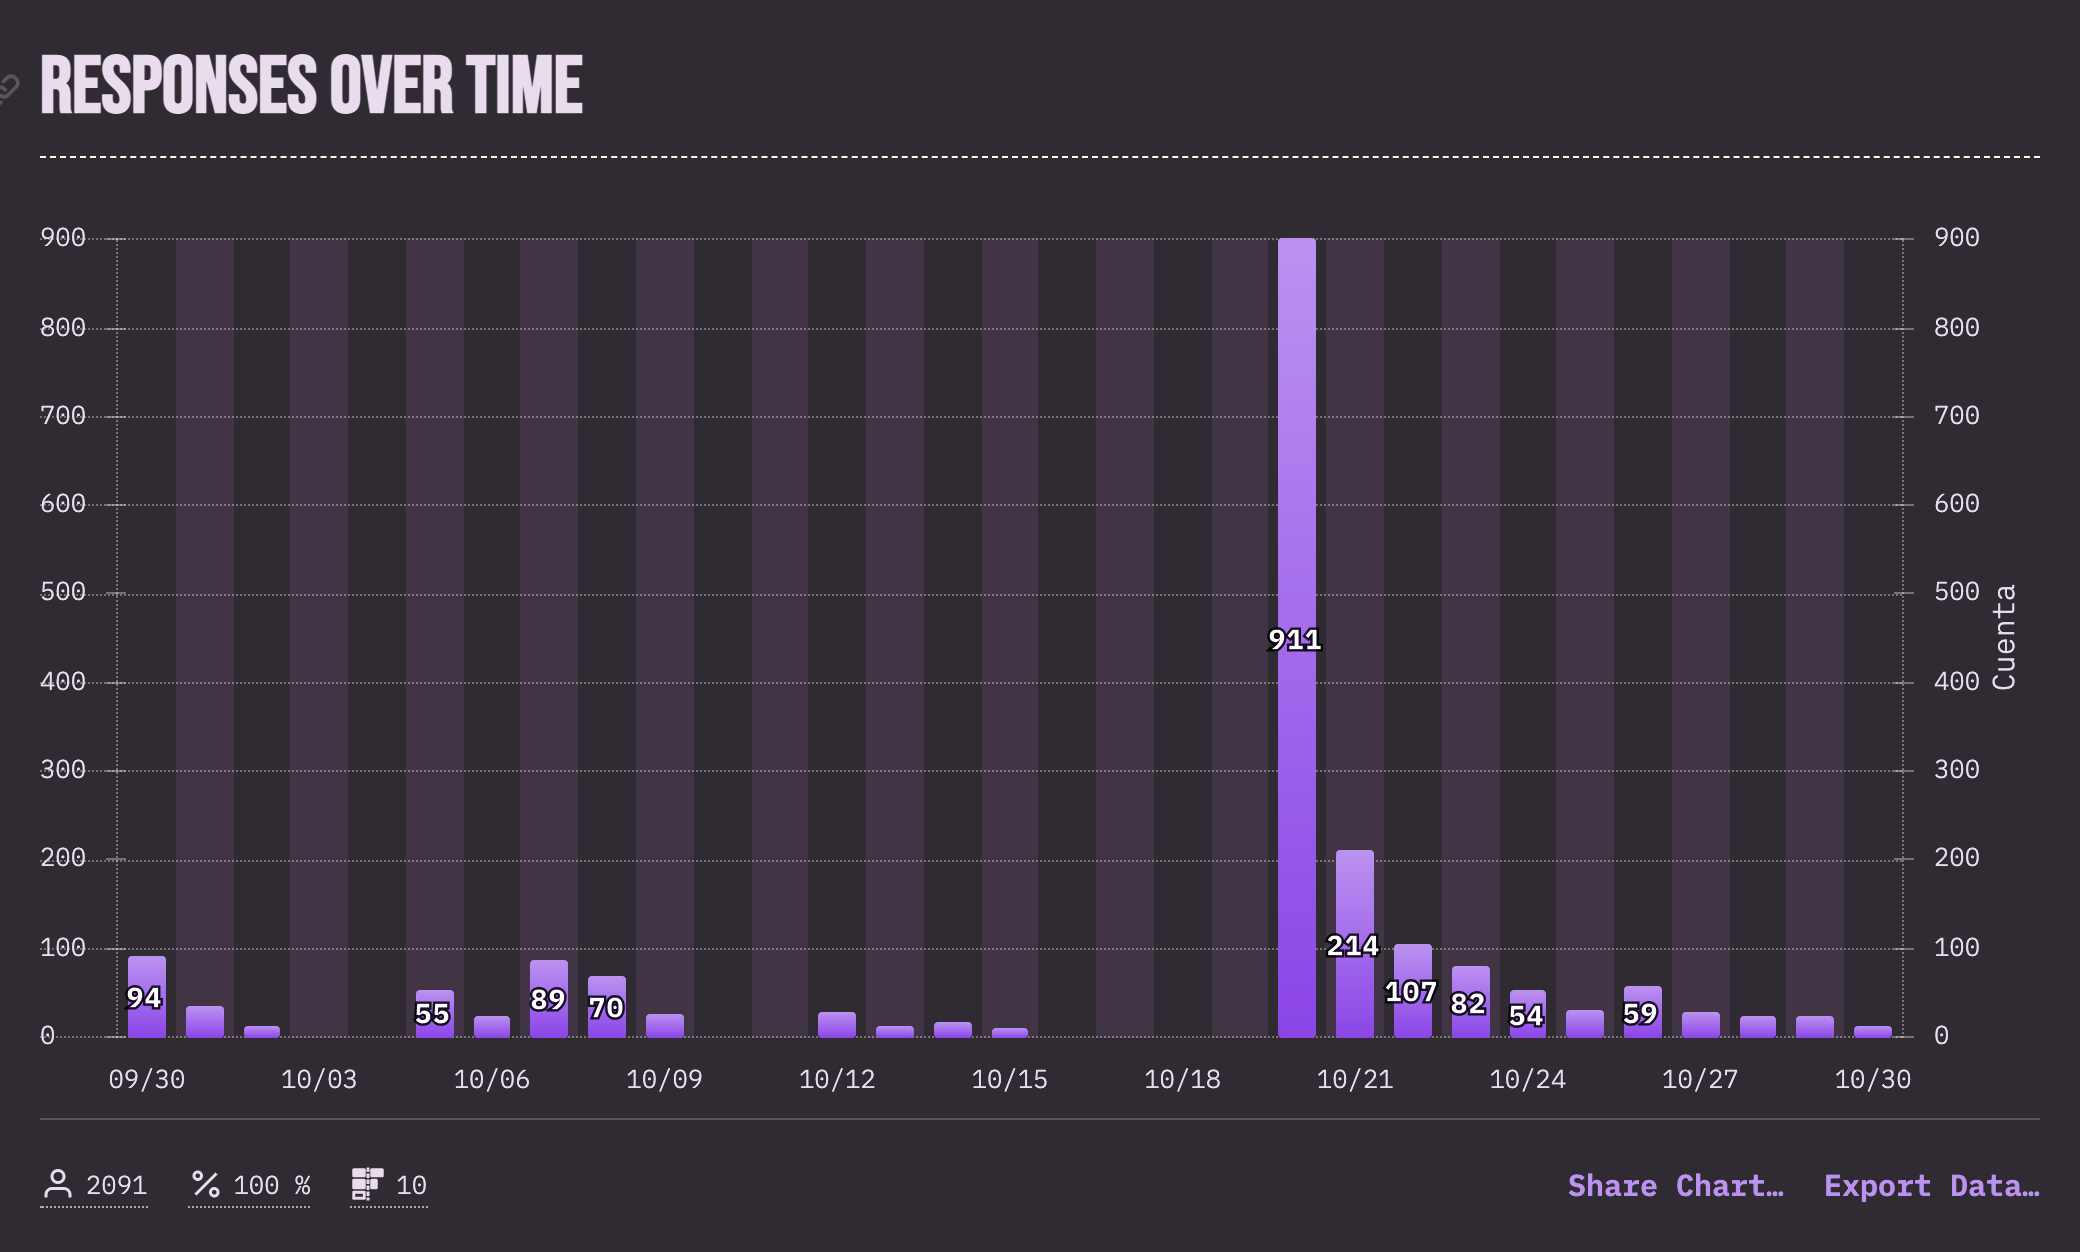 RESPONSES OVER TIME
900 900
800 800
700 700
600 600
500 500
400 400
300 300
200 200
100 100
0 0
Cuenta
94 55 89 70 911 214 107 82 54 59
09/30 10/03 10/06 10/09 10/12 10/15 10/18 10/21 10/24 10/27 10/30
2091 100 % 10 Share Chart… Export Data…